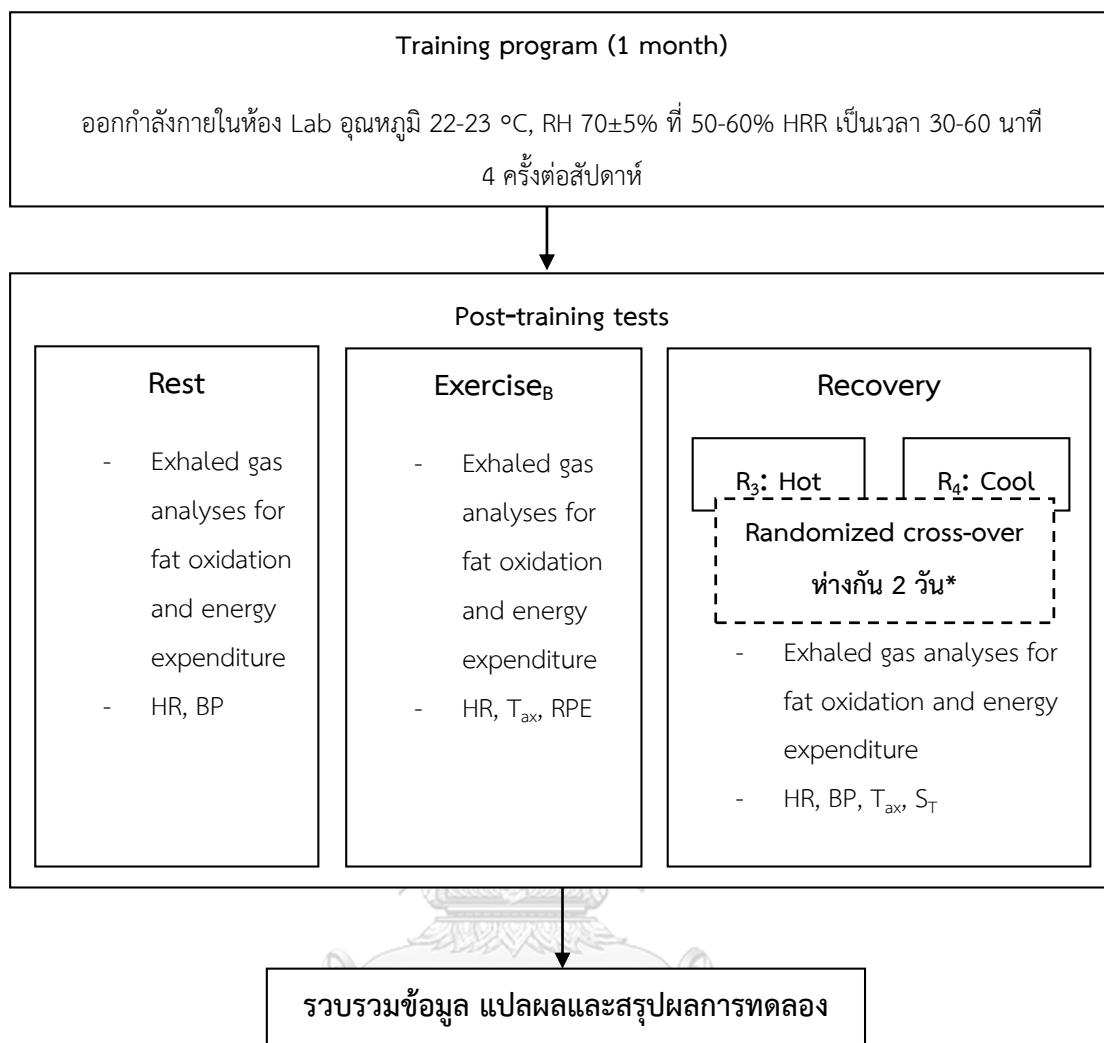 Training program (1 month)
ออกกำลังกายในห้อง Lab อุณหภูมิ 22-23 °C, RH 70±5% ที่ 50-60% HRR เป็นเวลา 30-60 นาที
4 ครั้งต่อสัปดาห์
Post-training tests
Rest
- Exhaled gas
analyses for
fat oxidation
and energy
expenditure
- HR, BP
Exercise_B
- Exhaled gas
analyses for
fat oxidation
and energy
expenditure
- HR, T_ax, RPE
Recovery
R₃: Hot
R₄: Cool
Randomized cross-over
ห่างกัน 2 วัน*
- Exhaled gas analyses for
fat oxidation and energy
expenditure
- HR, BP, T_ax, S_T
รวบรวมข้อมูล แปลผลและสรุปผลการทดลอง